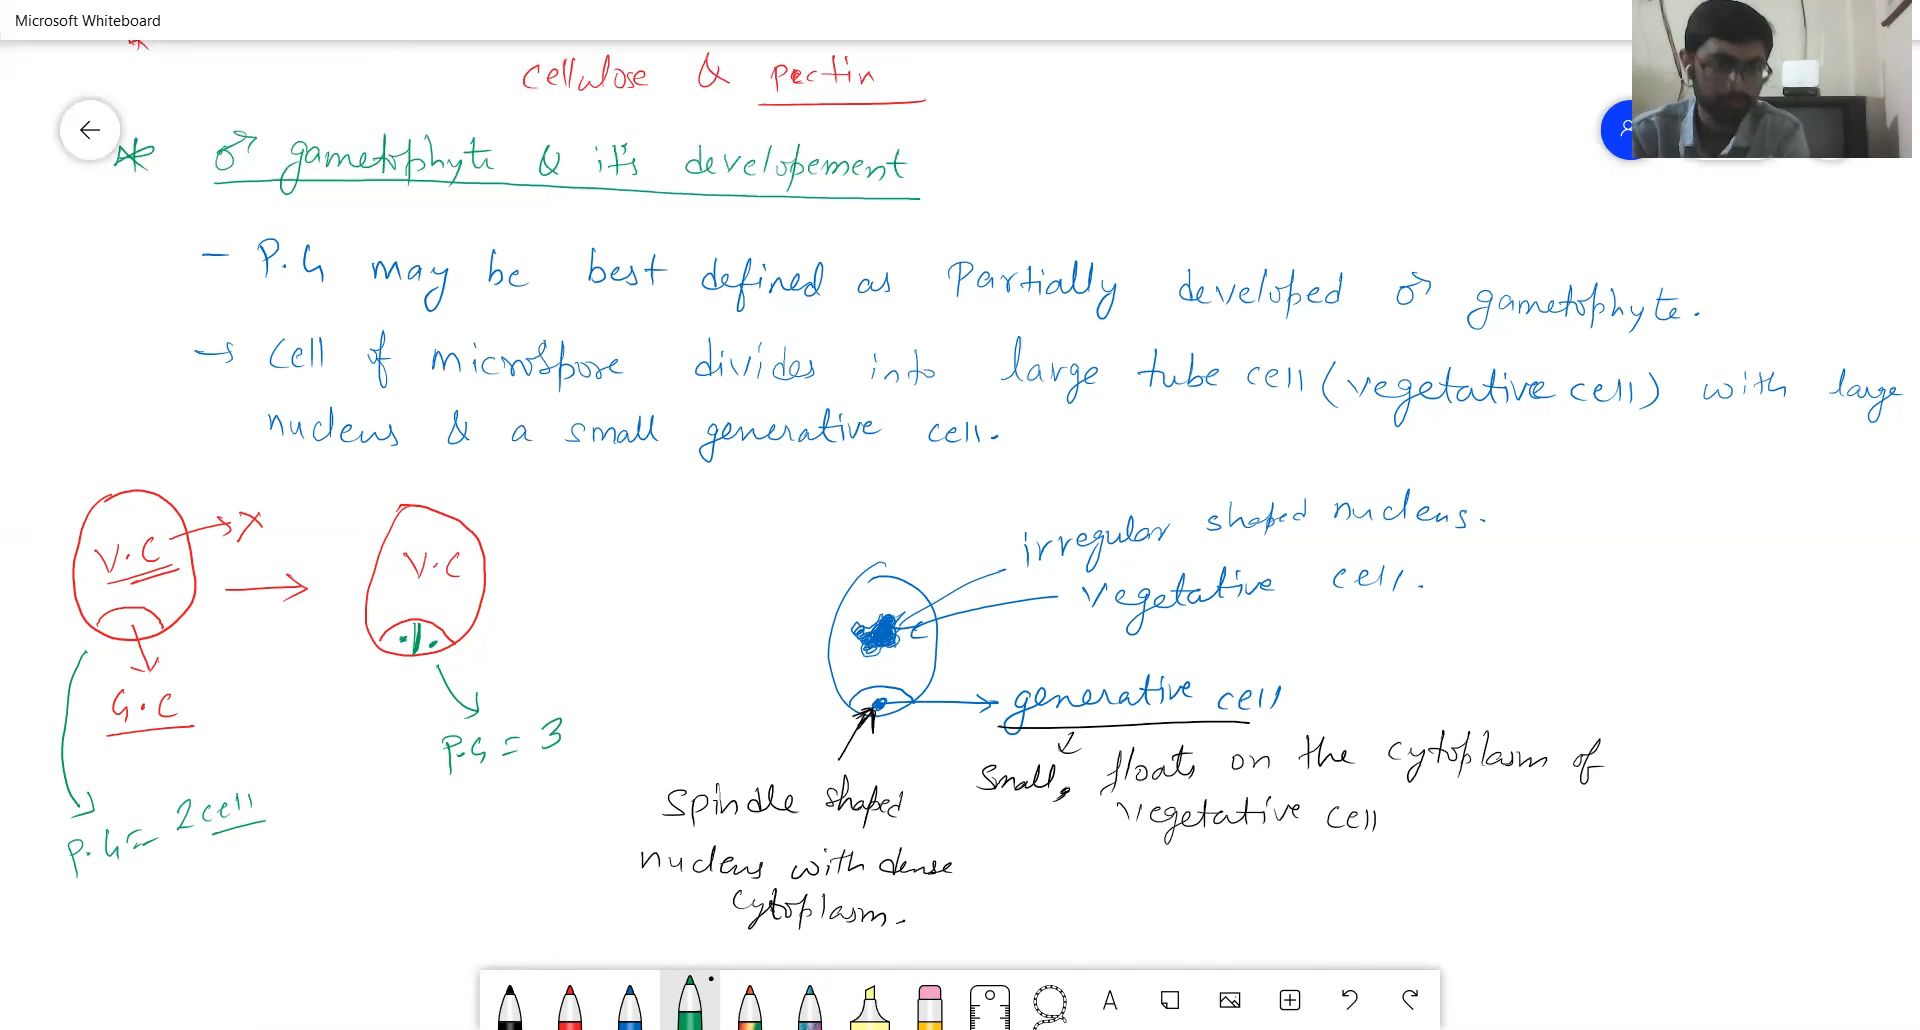 Microsoft Whiteboard
cellulose & pectin
* ♂ gametophyte & it's developement
- P.G may be best defined as Partially developed ♂ gametophyte.
→ Cell of microspore divides into large tube cell (vegetative cell) with large
nucleus & a small generative cell.
V.C → X
G.C
P.G = 2 cell
V.C
P.G = 3
irregular shaped nucleus.
vegetative cell.
generative cell
Small, floats on the cytoplasm of
vegetative cell
Spindle shaped
nucleus with dense
cytoplasm.